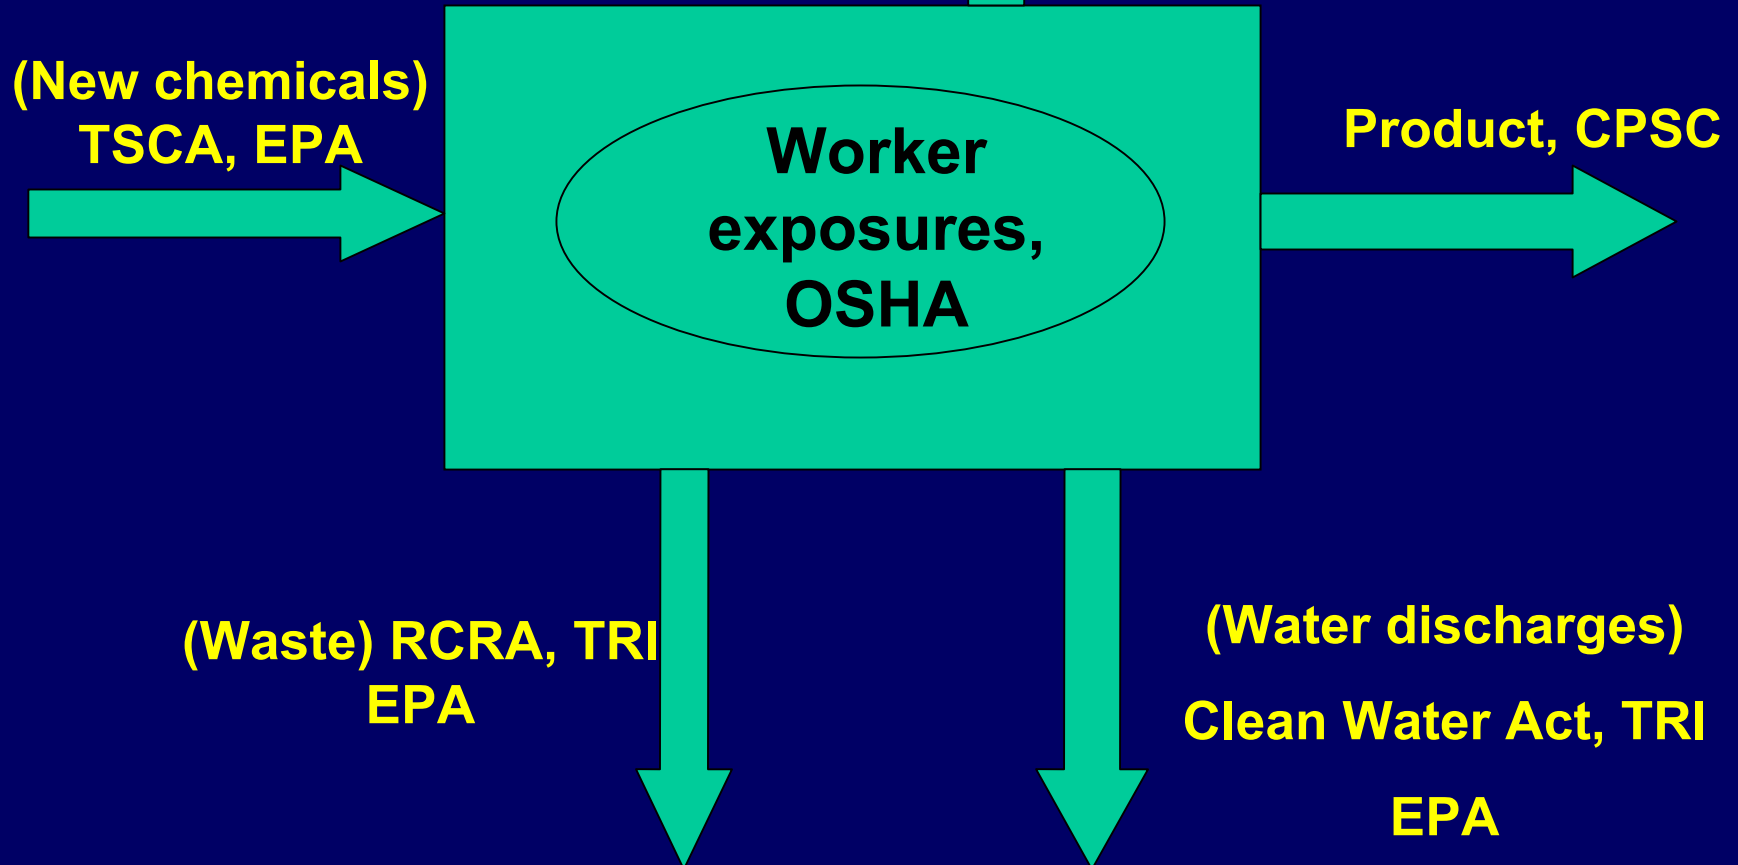 (New chemicals)
TSCA, EPA
Worker
exposures,
OSHA
Product, CPSC
(Waste) RCRA, TRI
EPA
(Water discharges)
Clean Water Act, TRI
EPA